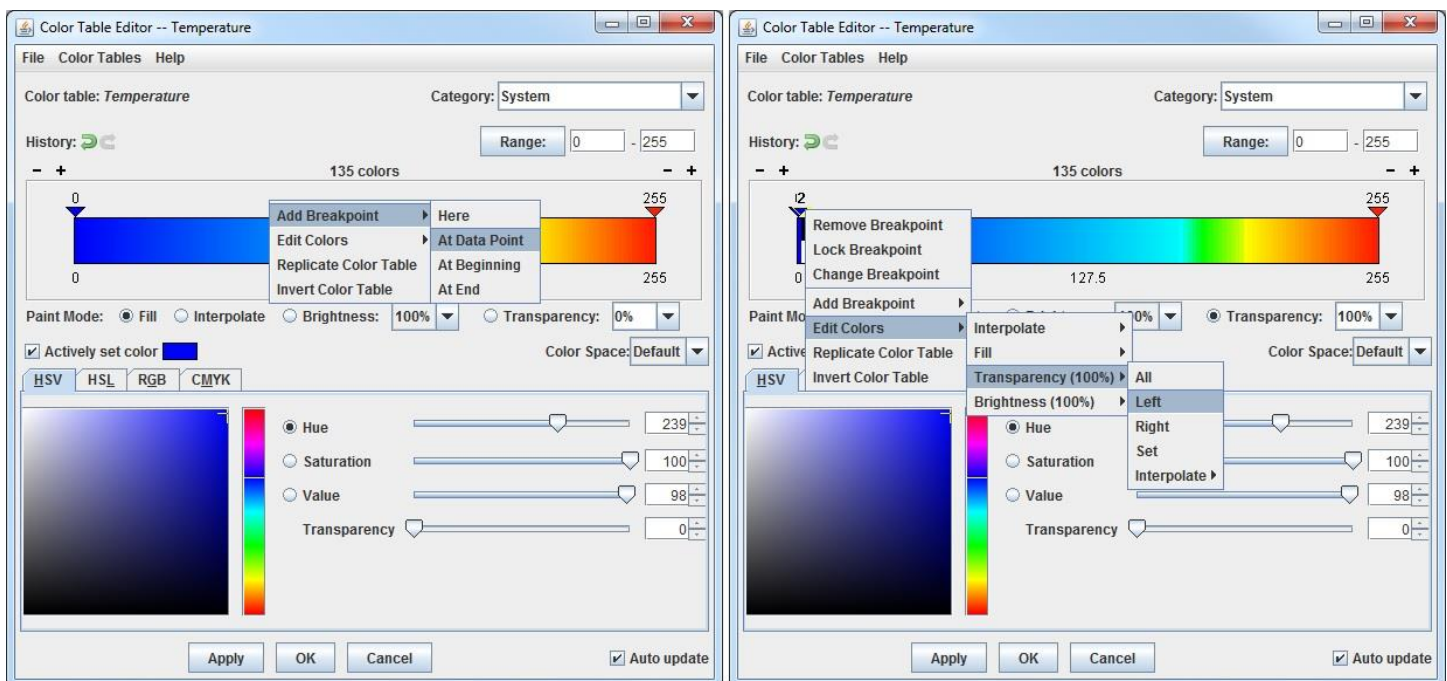 Color Table Editor -- Temperature
File Color Tables Help
Color table: Temperature Category: System
History: Range: 0 - 255
- + 135 colors - +
0 255
Add Breakpoint Here
Edit Colors At Data Point
Replicate Color Table At Beginning
Invert Color Table At End
0 255
Paint Mode: Fill Interpolate Brightness: 100% Transparency: 0%
Actively set color Color Space: Default
HSV HSL RGB CMYK
Hue 239
Saturation 100
Value 98
Transparency 0
Apply OK Cancel Auto update
Color Table Editor -- Temperature
File Color Tables Help
Color table: Temperature Category: System
History: Range: 0 - 255
- + 135 colors - +
255
Remove Breakpoint
Lock Breakpoint
Change Breakpoint
0 127.5 255
Add Breakpoint
Paint Mo 100% Transparency: 100%
Edit Colors Interpolate
Active Color Space: Default
Replicate Color Table Fill
HSV Invert Color Table Transparency (100%) All
Brightness (100%) Left
Hue Right 239
Set
Saturation 100
Interpolate
Value 98
Transparency 0
Apply OK Cancel Auto update